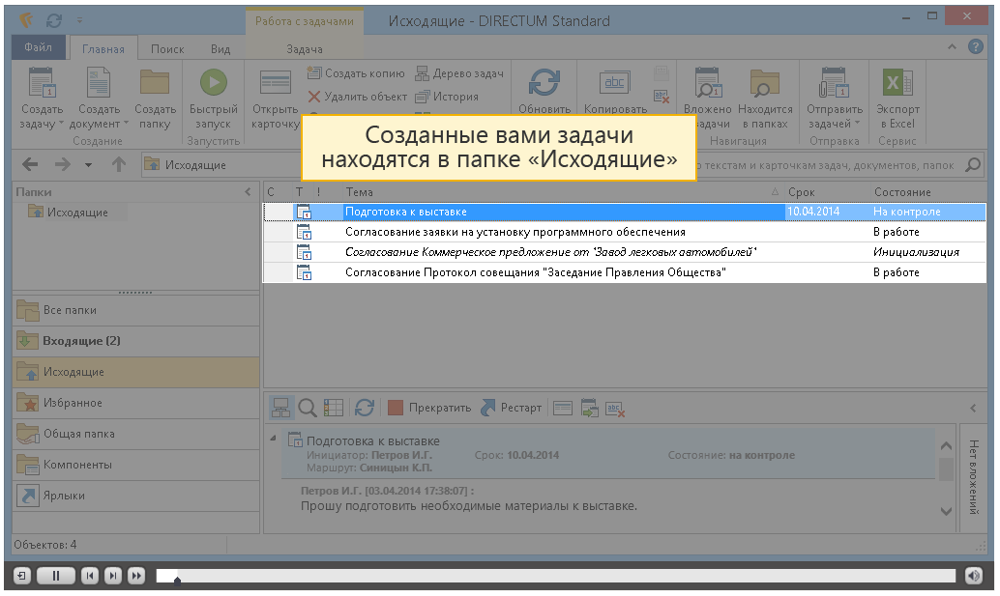 Работа с задачами
Исходящие - DIRECTUM Standard
Файл
Главная
Поиск
Вид
Задача
Создать задачу
Создать документ
Создать папку
Создание
Быстрый запуск
Запустить
Открыть карточку
Создать копию
Удалить объект
Дерево задач
История
Обновить
Копировать
abc
Вложено
задачи
Находится в папках
Навигация
Отправить задачей
Отправка
Экспорт в Excel
Сервис
Созданные вами задачи
находятся в папке «Исходящие»
Исходящие
текстам и карточкам задач, документов, папок
Папки
Исходящие
С Т ! Тема Срок Состояние
Подготовка к выставке 10.04.2014 На контроле
Согласование заявки на установку программного обеспечения В работе
Согласование Коммерческое предложение от "Завод легковых автомобилей" Инициализация
Согласование Протокол совещания "Заседание Правления Общества" В работе
Все папки
Входящие (2)
Исходящие
Избранное
Общая папка
Компоненты
Ярлыки
Прекратить
Рестарт
Подготовка к выставке
Инициатор: Петров И.Г. Срок: 10.04.2014 Состояние: на контроле
Маршрут: Синицын К.П.
Петров И.Г. [03.04.2014 17:38:07] :
Прошу подготовить необходимые материалы к выставке.
Нет вложений
Объектов: 4